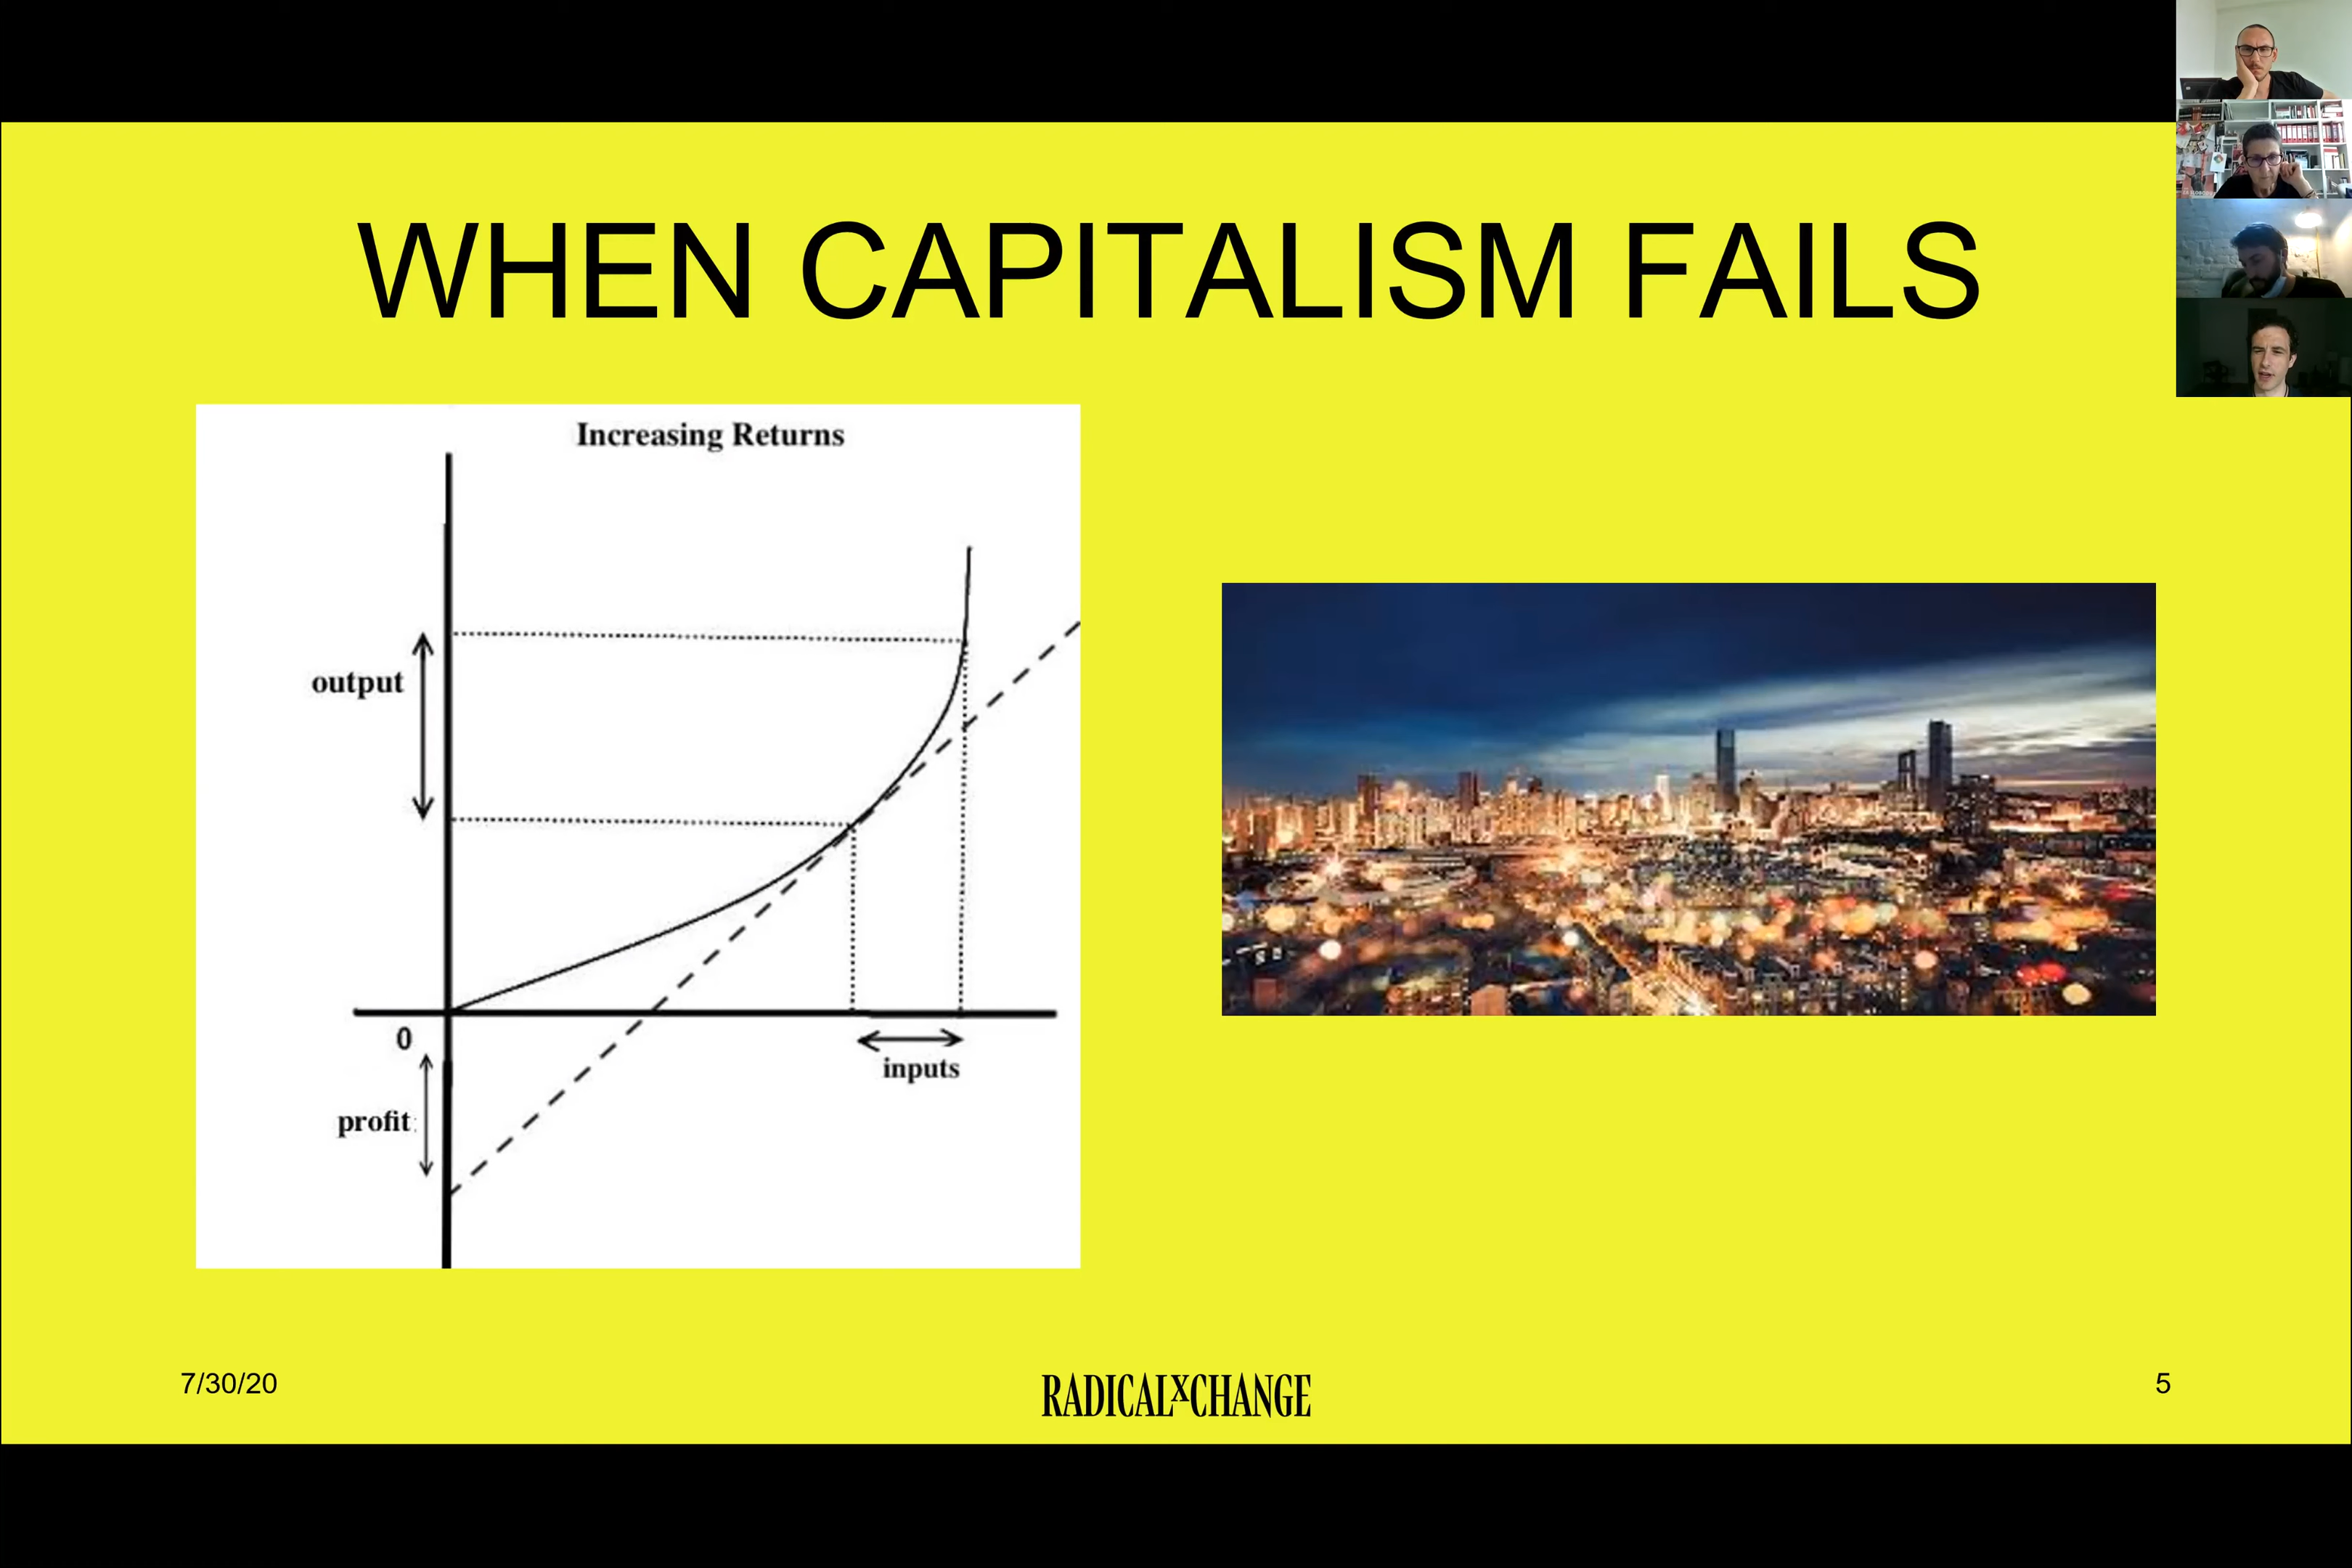 WHEN CAPITALISM FAILS
Increasing Returns
output
0
inputs
profit
7/30/20
RADICALXCHANGE
5